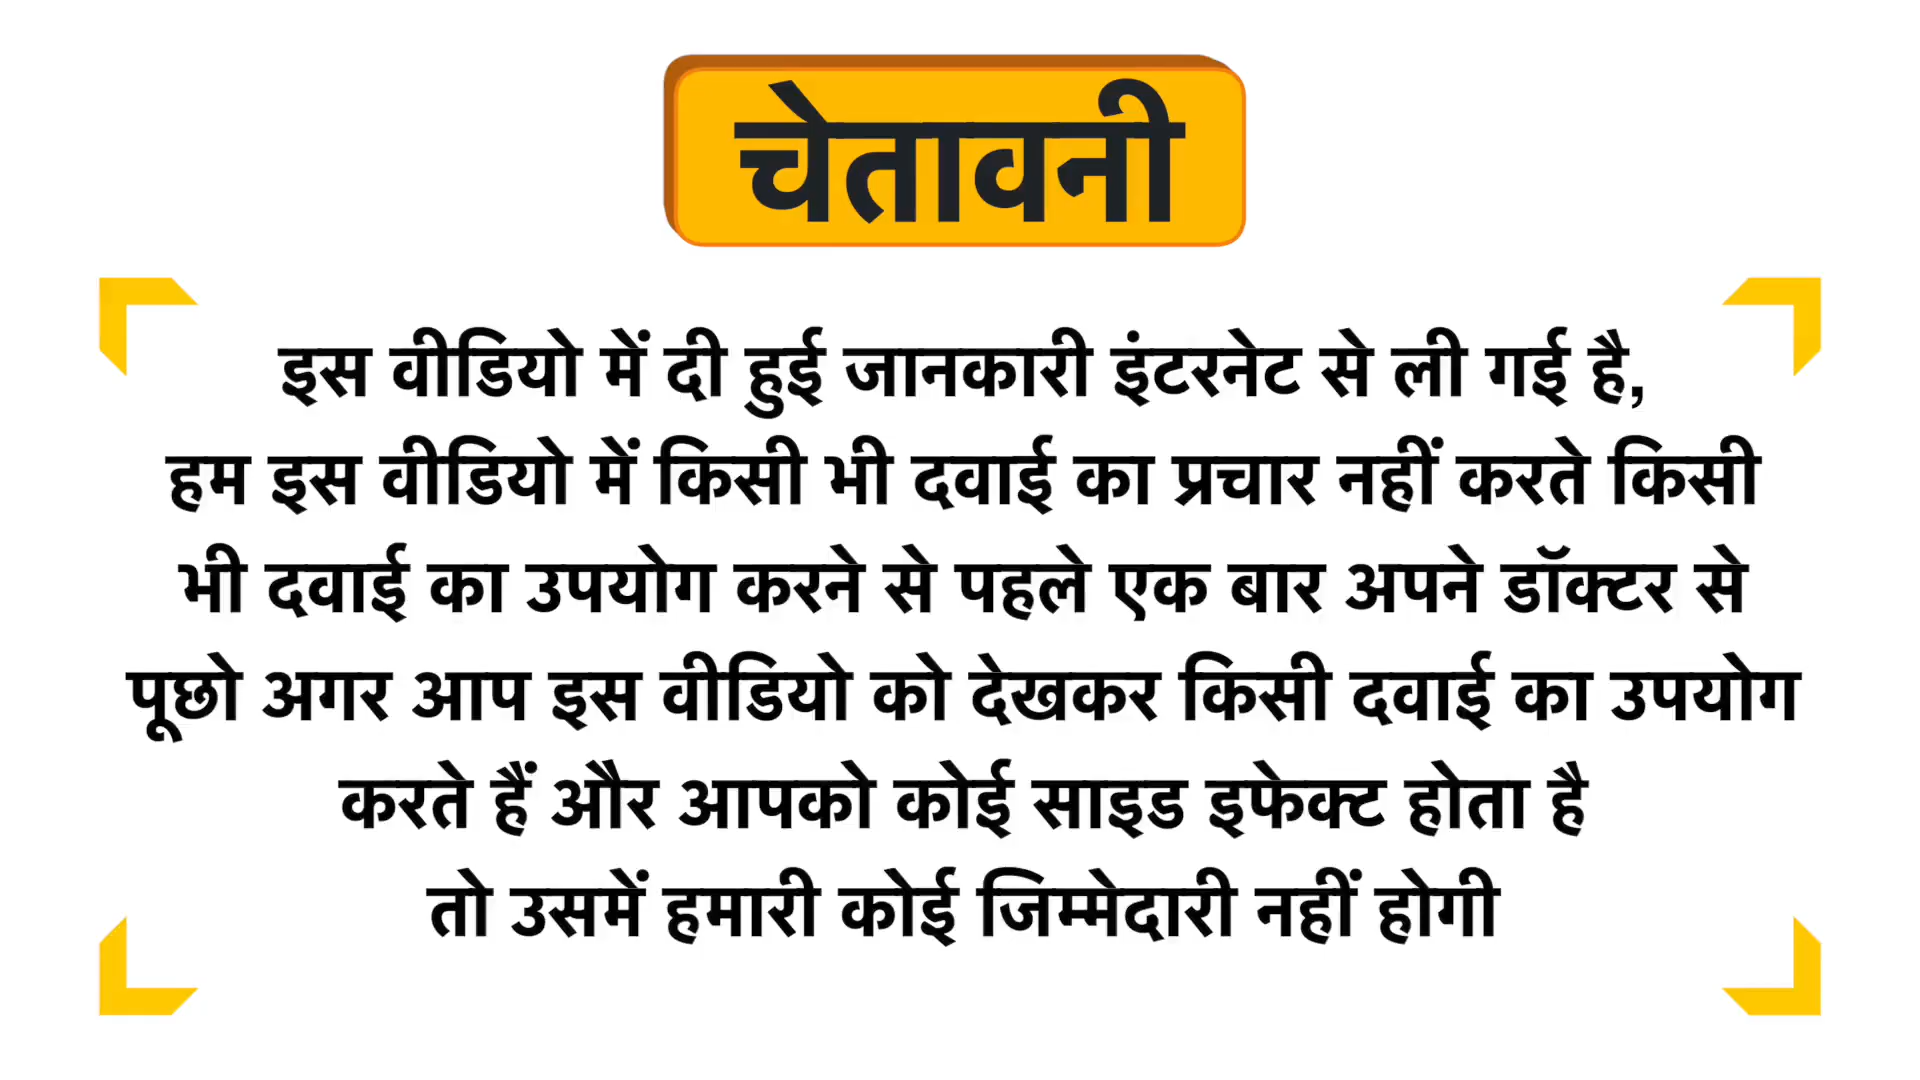 चेतावनी
इस वीडियो में दी हुई जानकारी इंटरनेट से ली गई है,
हम इस वीडियो में किसी भी दवाई का प्रचार नहीं करते किसी
भी दवाई का उपयोग करने से पहले एक बार अपने डॉक्टर से
पूछो अगर आप इस वीडियो को देखकर किसी दवाई का उपयोग
करते हैं और आपको कोई साइड इफेक्ट होता है
तो उसमें हमारी कोई जिम्मेदारी नहीं होगी